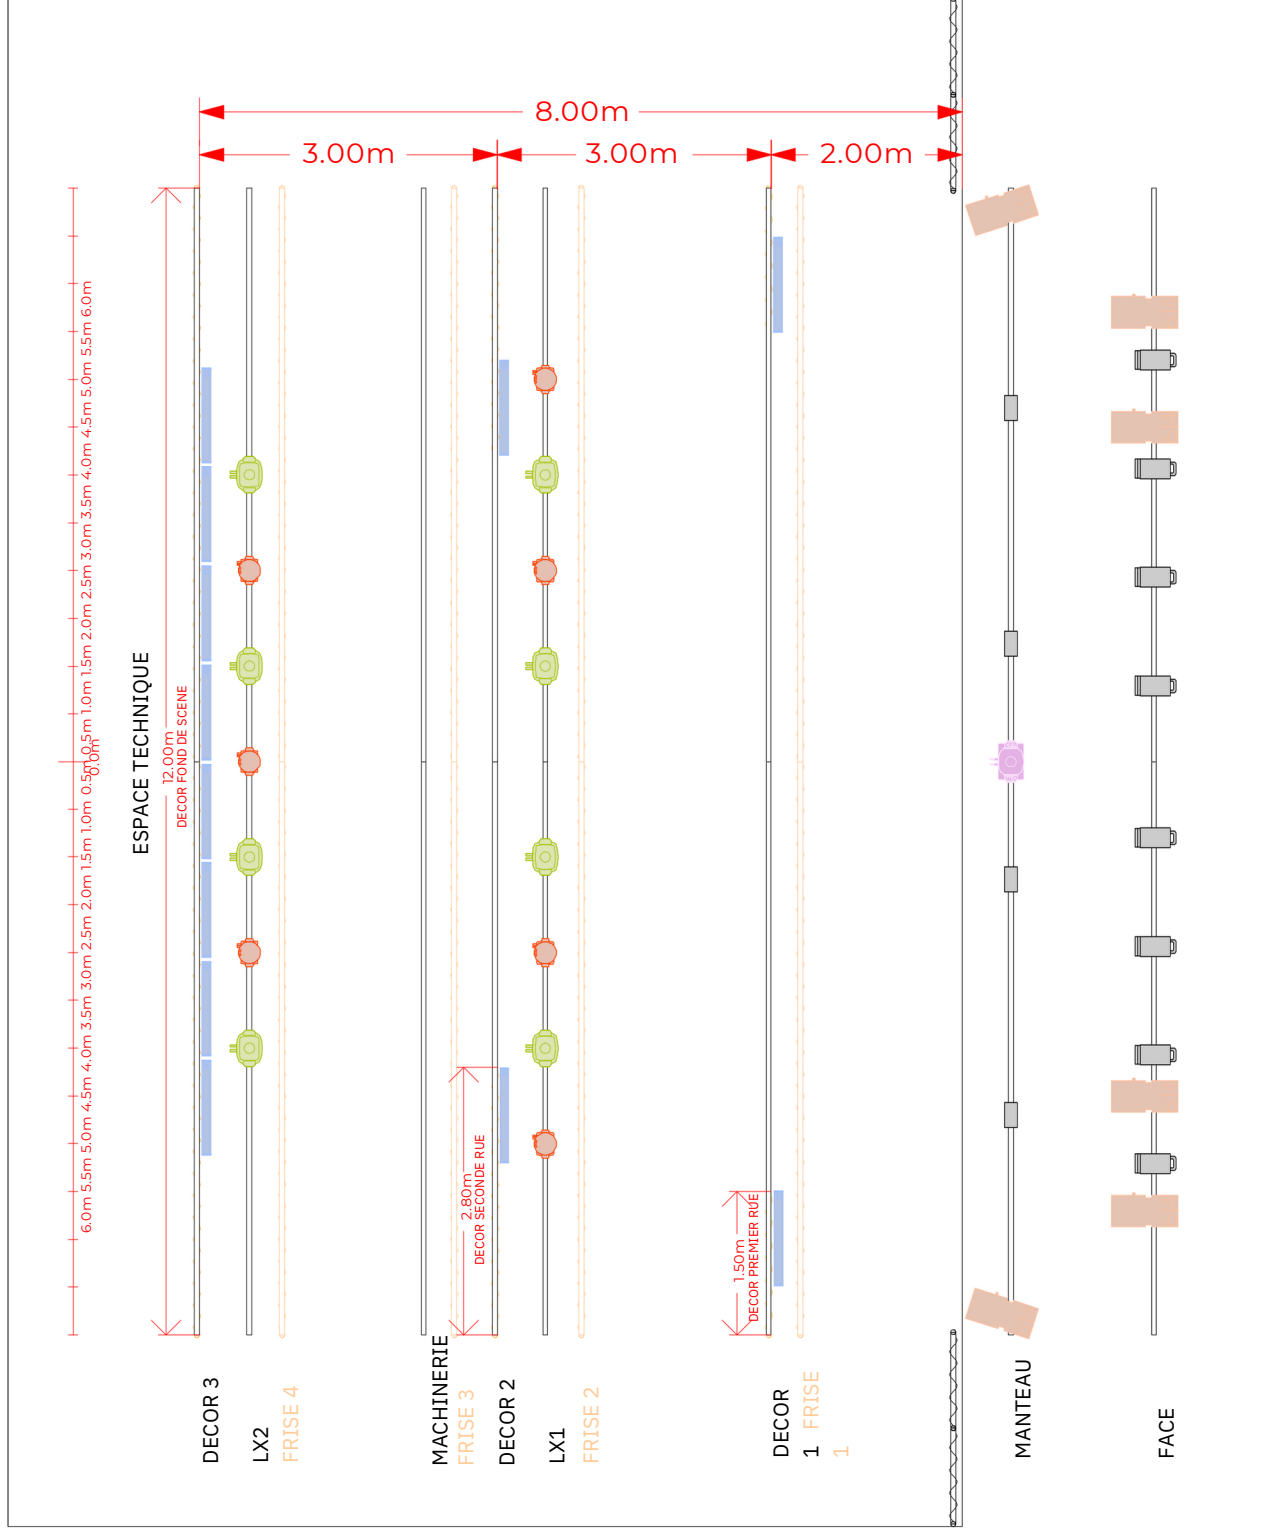 8.00m
3.00m
3.00m
2.00m
6.0m 5.5m 5.0m 4.5m 4.0m 3.5m 3.0m 2.5m 2.0m 1.5m 1.0m 0.5m 0.5m 1.0m 1.5m 2.0m 2.5m 3.0m 3.5m 4.0m 4.5m 5.0m 5.5m 6.0m
0.0m
ESPACE TECHNIQUE
12.00m
DECOR FOND DE SCENE
2.80m
DECOR SECONDE RUE
1.50m
DECOR PREMIER RUE
DECOR 3
LX2
FRISE 4
MACHINERIE
FRISE 3
DECOR 2
LX1
FRISE 2
DECOR
1
FRISE
1
MANTEAU
FACE